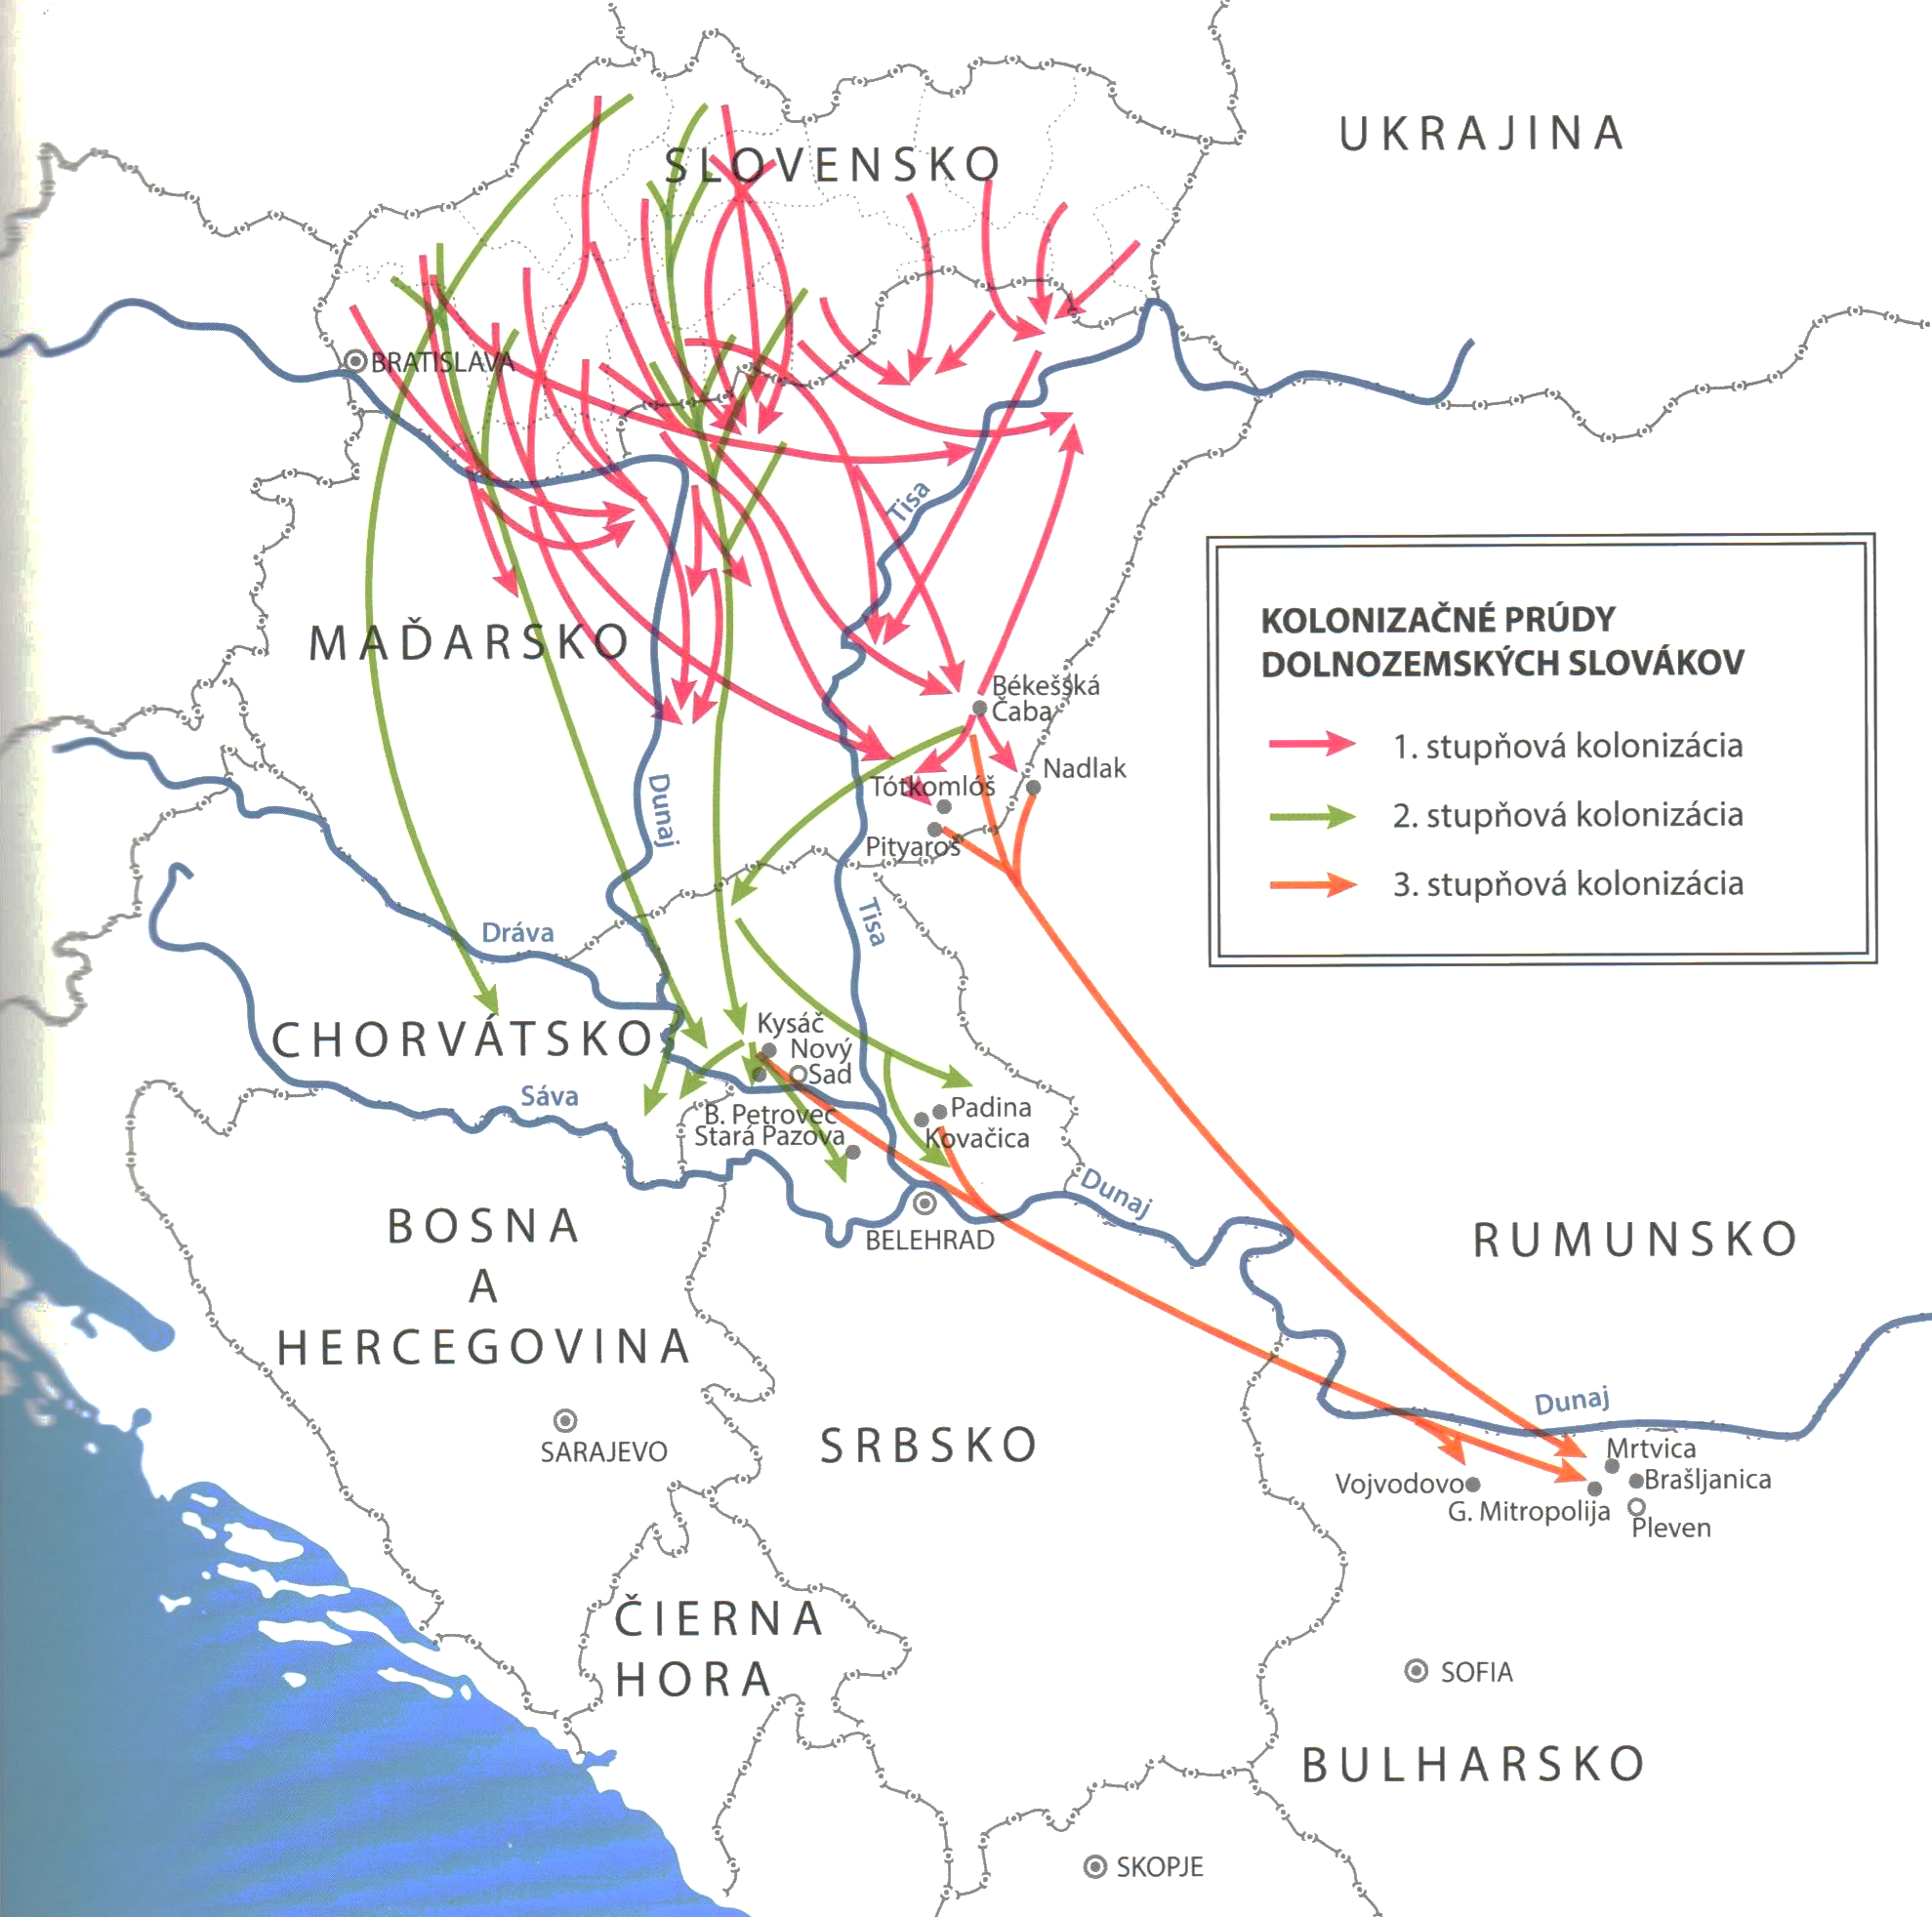 UKRAJINA
SLOVENSKO
BRATISLAVA
Tisa
KOLONIZAČNÉ PRÚDY
DOLNOZEMSKÝCH SLOVÁKOV
1. stupňová kolonizácia
2. stupňová kolonizácia
3. stupňová kolonizácia
MAĎARSKO
Békešská
Čaba
Nadlak
Tótkomlóš
Pityaroš
Dunaj
Tisa
Dráva
CHORVÁTSKO
Kysáč
Nový
Sad
Sáva
B. Petrovec
Stará Pazova
Padina
Kovačica
Dunaj
BELEHRAD
BOSNA
A
HERCEGOVINA
RUMUNSKO
SARAJEVO
SRBSKO
Dunaj
Mrtvica
Vojvodovo
Brašljanica
G. Mitropolija
Pleven
ČIERNA
HORA
SOFIA
BULHARSKO
SKOPJE